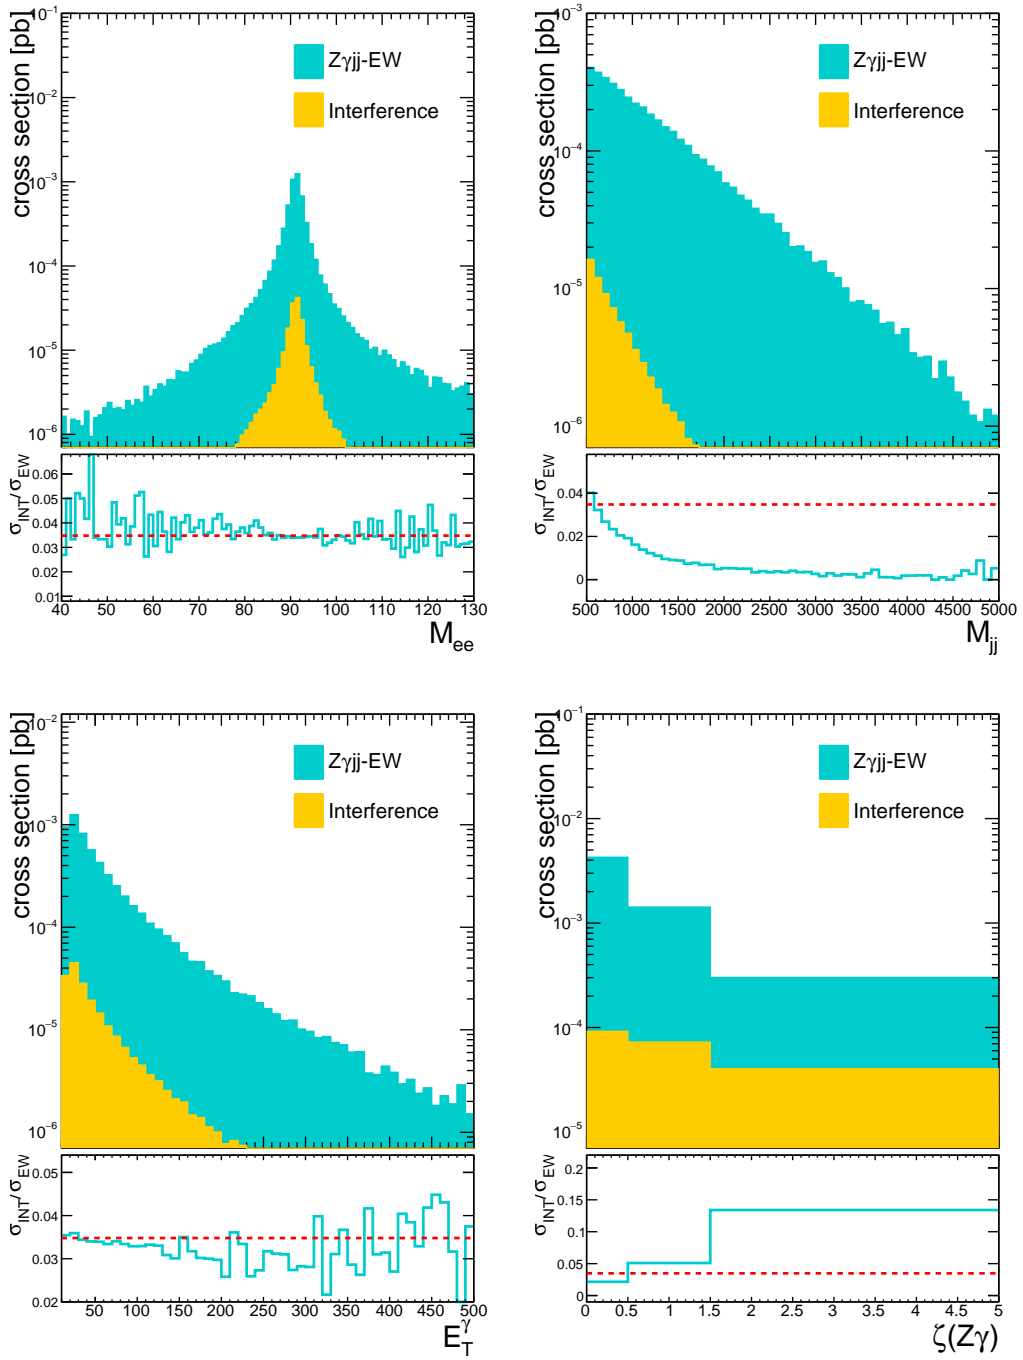 cross section [pb]
10⁻¹
10⁻²
10⁻³
10⁻⁴
10⁻⁵
10⁻⁶
Zγjj-EW
Interference
σINT/σEW
0.06
0.05
0.04
0.03
0.02
0.01
40 50 60 70 80 90 100 110 120 130
Mee
cross section [pb]
10⁻³
10⁻⁴
10⁻⁵
10⁻⁶
Zγjj-EW
Interference
σINT/σEW
0.04
0.02
0
500 1000 1500 2000 2500 3000 3500 4000 4500 5000
Mjj
cross section [pb]
10⁻²
10⁻³
10⁻⁴
10⁻⁵
10⁻⁶
Zγjj-EW
Interference
σINT/σEW
0.05
0.04
0.03
0.02
50 100 150 200 250 300 350 400 450 500
E_T^γ
cross section [pb]
10⁻¹
10⁻²
10⁻³
10⁻⁴
10⁻⁵
Zγjj-EW
Interference
σINT/σEW
0.2
0.15
0.1
0.05
0
0 0.5 1 1.5 2 2.5 3 3.5 4 4.5 5
ζ(Zγ)